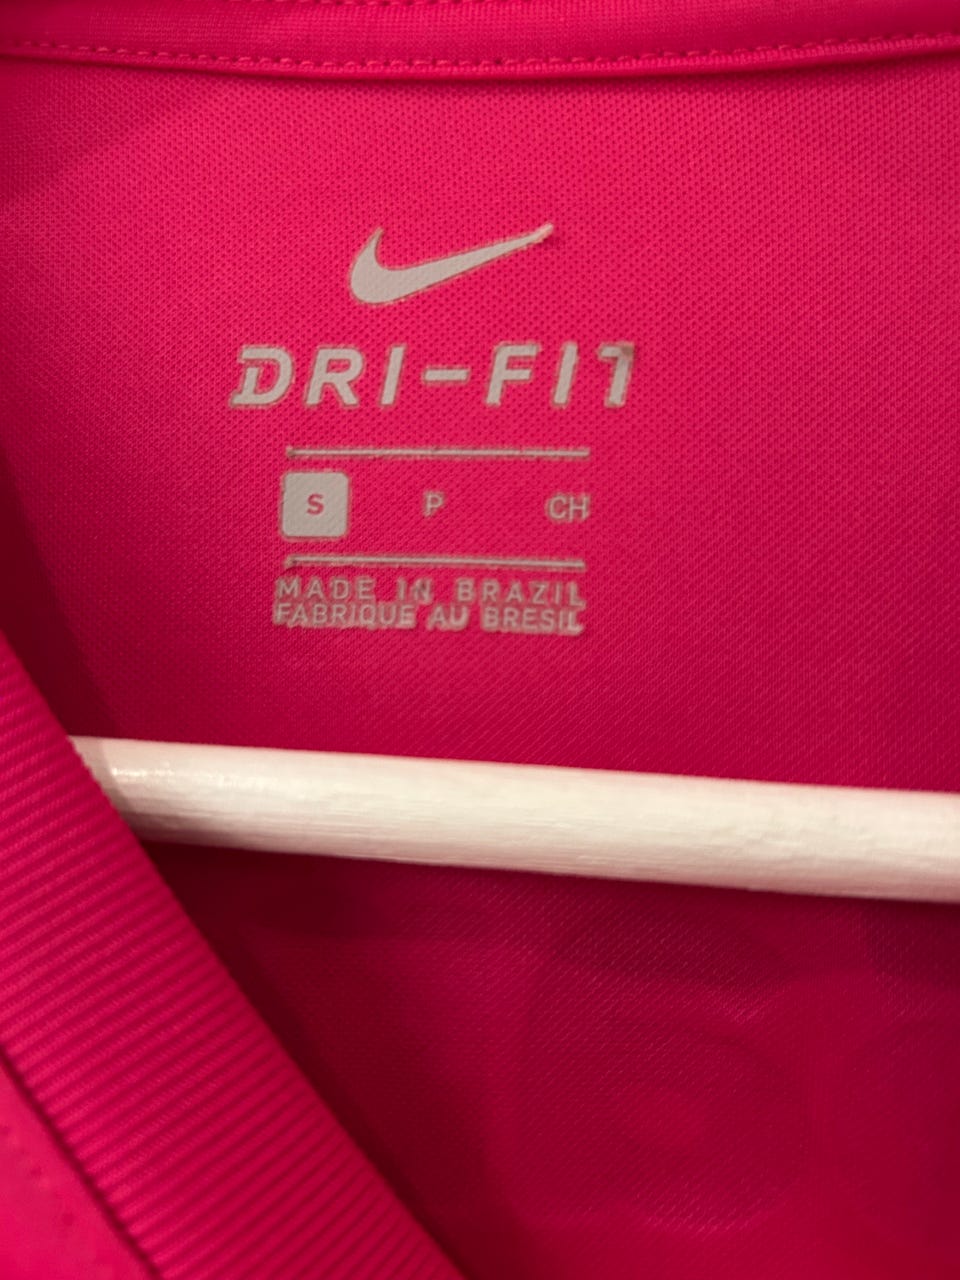 DRI-FIT
S P CH
MADE IN BRAZIL
FABRIQUE AU BRESIL